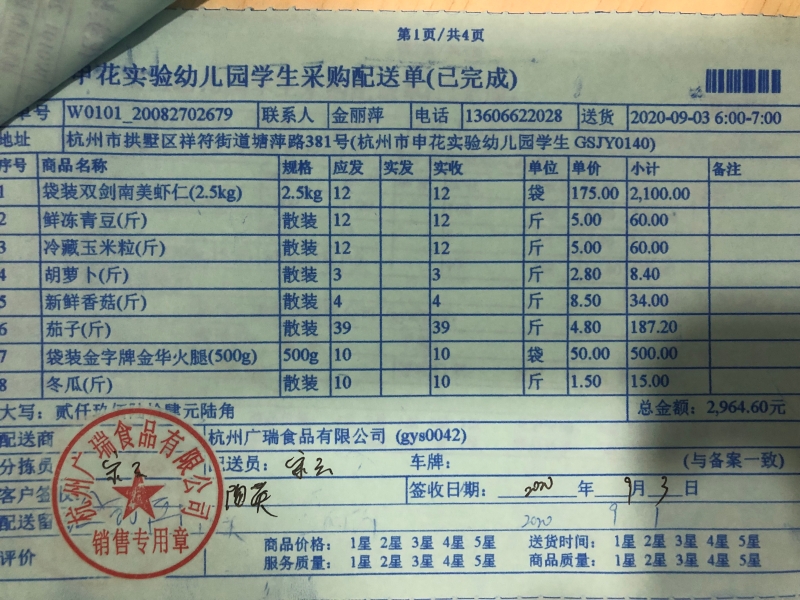 第1页/共4页
申花实验幼儿园学生采购配送单(已完成)
单号 W0101_20082702679 联系人 金丽萍 电话 13606622028 送货 2020-09-03 6:00-7:00
地址 杭州市拱墅区祥符街道塘萍路381号(杭州市申花实验幼儿园学生 GSJY0140)
序号 商品名称 规格 应发 实发 实收 单位 单价 小计 备注
1 袋装双剑南美虾仁(2.5kg) 2.5kg 12 12 袋 175.00 2,100.00
2 鲜冻青豆(斤) 散装 12 12 斤 5.00 60.00
3 冷藏玉米粒(斤) 散装 12 12 斤 5.00 60.00
4 胡萝卜(斤) 散装 3 3 斤 2.80 8.40
5 新鲜香菇(斤) 散装 4 4 斤 8.50 34.00
6 茄子(斤) 散装 39 39 斤 4.80 187.20
7 袋装金字牌金华火腿(500g) 500g 10 10 袋 50.00 500.00
8 冬瓜(斤) 散装 10 10 斤 1.50 15.00
大写：贰仟玖佰陆拾肆元陆角 总金额：2,964.60元
配送商 杭州广瑞食品有限公司 (gys0042)
分拣员 配送员： 车牌： (与备案一致)
客户签 签收日期： 2020 年 9 月 3 日
配送留 2020 9
评价 商品价格： 1星 2星 3星 4星 5星 送货时间： 1星 2星 3星 4星 5星
服务质量： 1星 2星 3星 4星 5星 商品质量： 1星 2星 3星 4星 5星
杭州广瑞食品有限公司
销售专用章